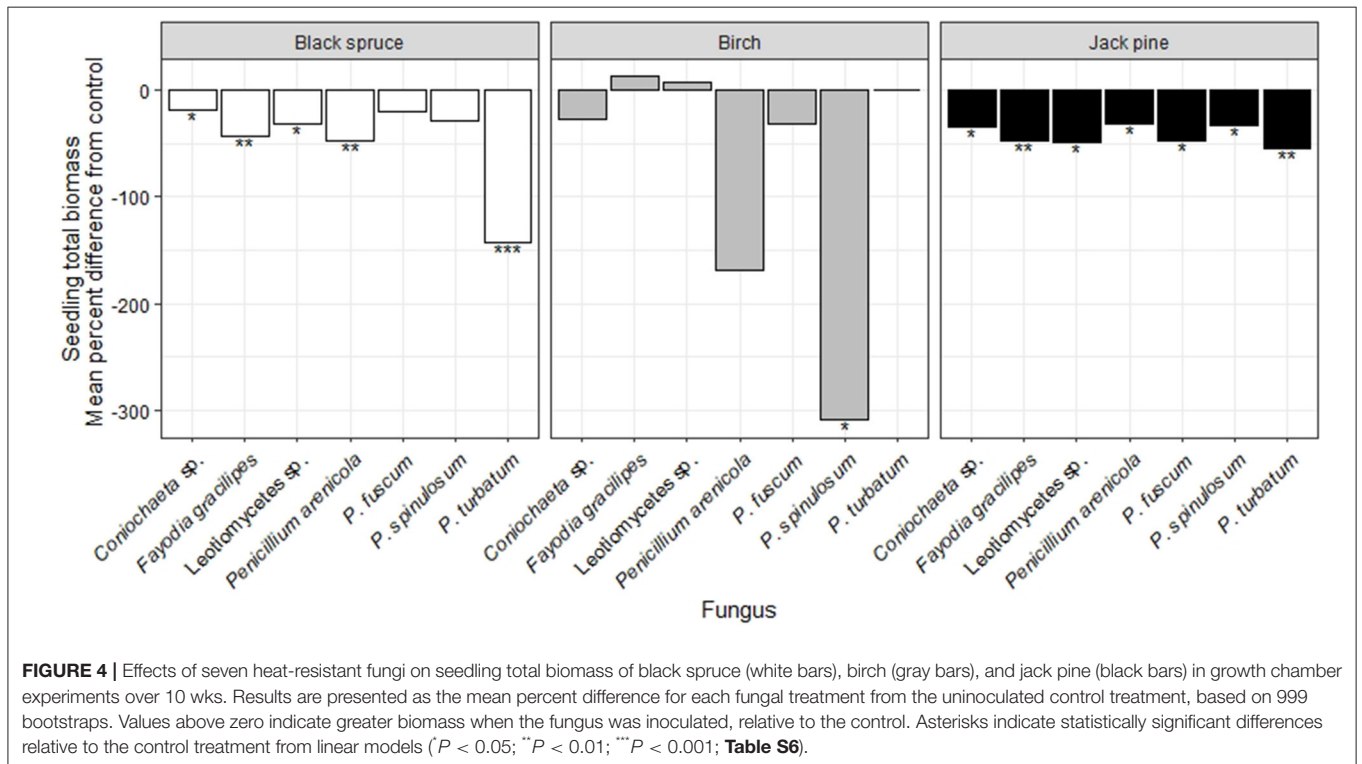 Black spruce
Birch
Jack pine
Seedling total biomass
Mean percent difference from control
0
-100
-200
-300
*
**
*
**
***
*
*
**
*
*
*
*
**
Coniochaeta sp.
Fayodia gracilipes
Leotiomycetes sp.
Penicillium arenicola
P. fuscum
P. spinulosum
P. turbatum
Coniochaeta sp.
Fayodia gracilipes
Leotiomycetes sp.
Penicillium arenicola
P. fuscum
P. spinulosum
P. turbatum
Coniochaeta sp.
Fayodia gracilipes
Leotiomycetes sp.
Penicillium arenicola
P. fuscum
P. spinulosum
P. turbatum
Fungus
FIGURE 4 | Effects of seven heat-resistant fungi on seedling total biomass of black spruce (white bars), birch (gray bars), and jack pine (black bars) in growth chamber
experiments over 10 wks. Results are presented as the mean percent difference for each fungal treatment from the uninoculated control treatment, based on 999
bootstraps. Values above zero indicate greater biomass when the fungus was inoculated, relative to the control. Asterisks indicate statistically significant differences
relative to the control treatment from linear models (*P < 0.05; **P < 0.01; ***P < 0.001; Table S6).